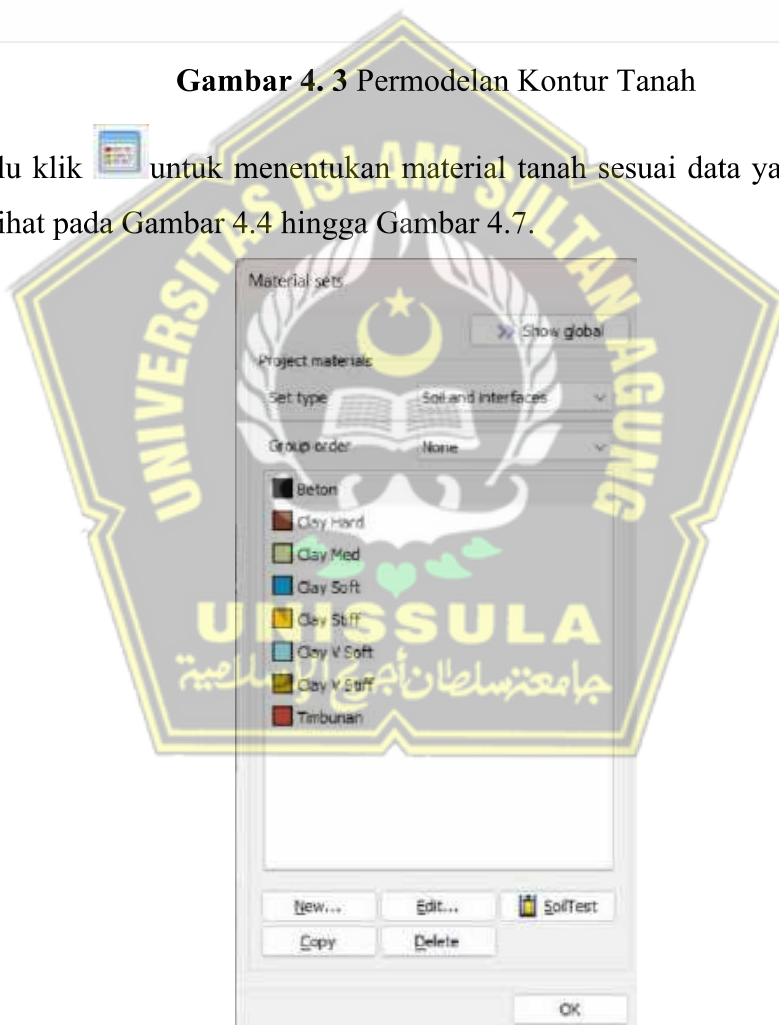 Gambar 4. 3 Permodelan Kontur Tanah
lu klik untuk menentukan material tanah sesuai data ya
ihat pada Gambar 4.4 hingga Gambar 4.7.
UNIVERSITAS ISLAM SULTAN AGUNG
Material sets
Show global
Project materials
Set type Soil and interfaces
Group order None
Beton
Clay Hard
Clay Med
Clay Soft
Clay Stiff
Clay V Soft
Clay V Stiff
Timbunan
UNISSULA
جامعة سلطان أجونج الإسلامية
New... Edit... SoilTest
Copy Delete
OK